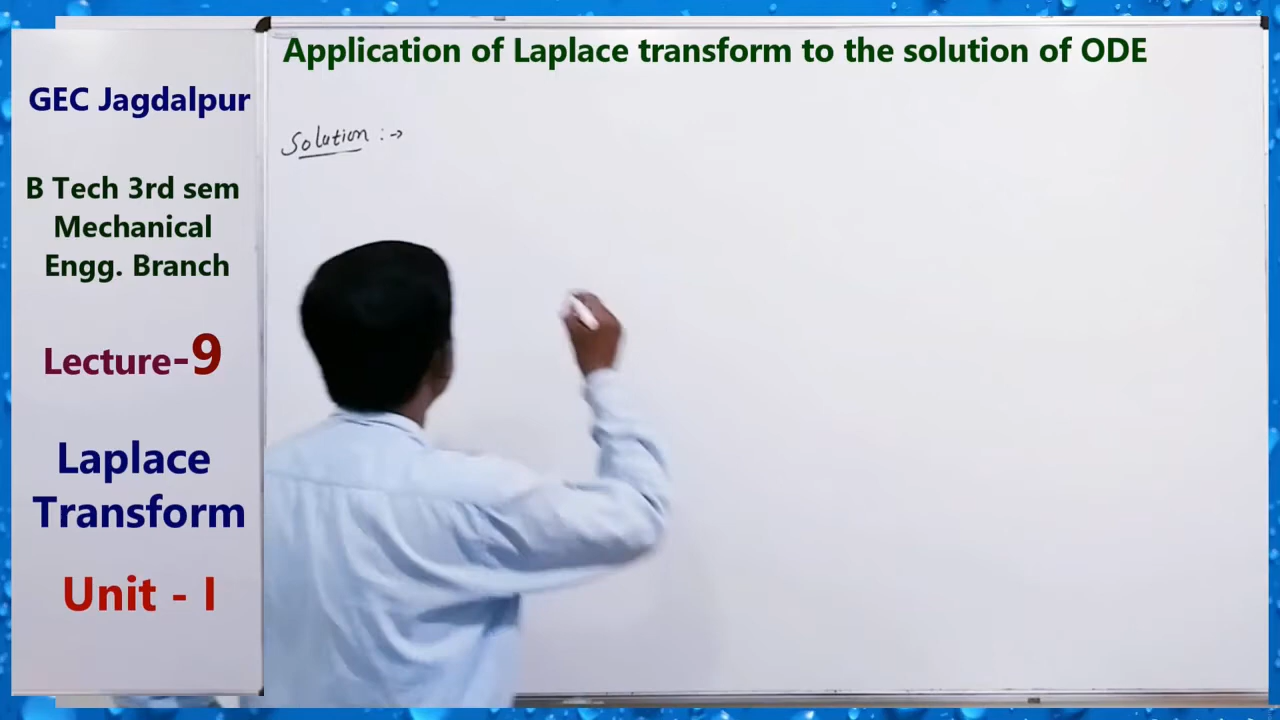 Application of Laplace transform to the solution of ODE
GEC Jagdalpur
B Tech 3rd sem
Mechanical
Engg. Branch
Lecture-9
Laplace
Transform
Unit - I
Solution :→